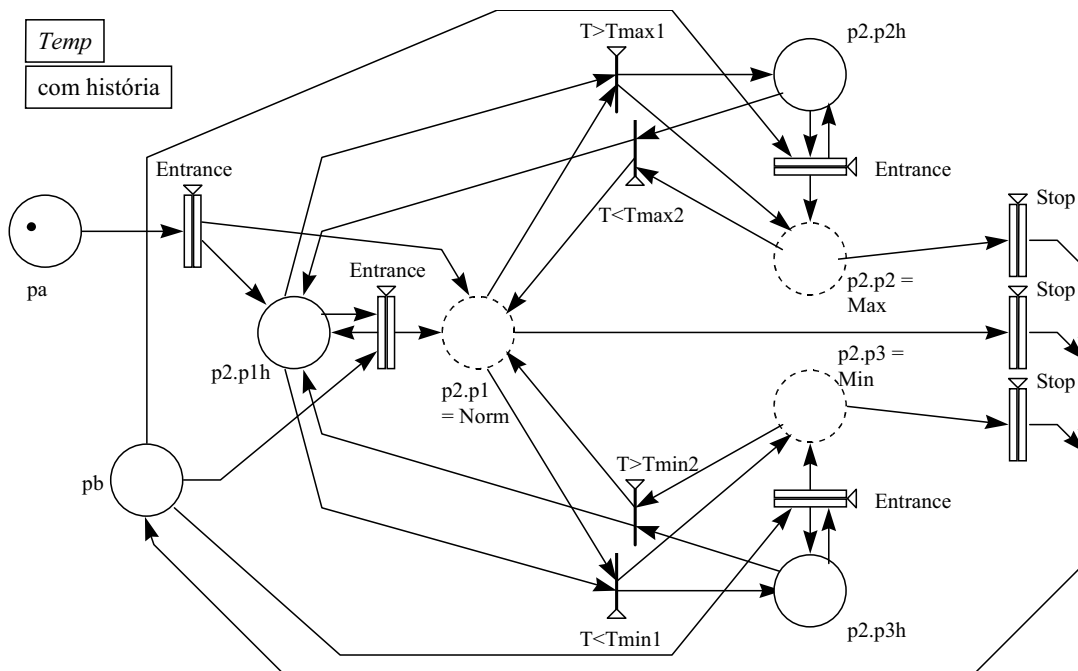 Temp
com história
T>Tmax1
p2.p2h
Entrance
Entrance
Stop
T<Tmax2
pa
Entrance
p2.p2 =
Max
Stop
p2.p1h
p2.p1
= Norm
p2.p3 =
Min
Stop
pb
T>Tmin2
Entrance
T<Tmin1
p2.p3h